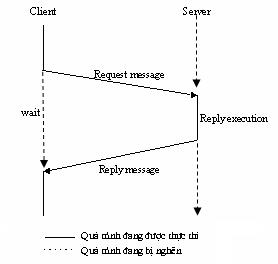 Client Server
Request message
wait
Reply execution
Reply message
Quá trình đang được thực thi
Quá trình đang bị nghẽn